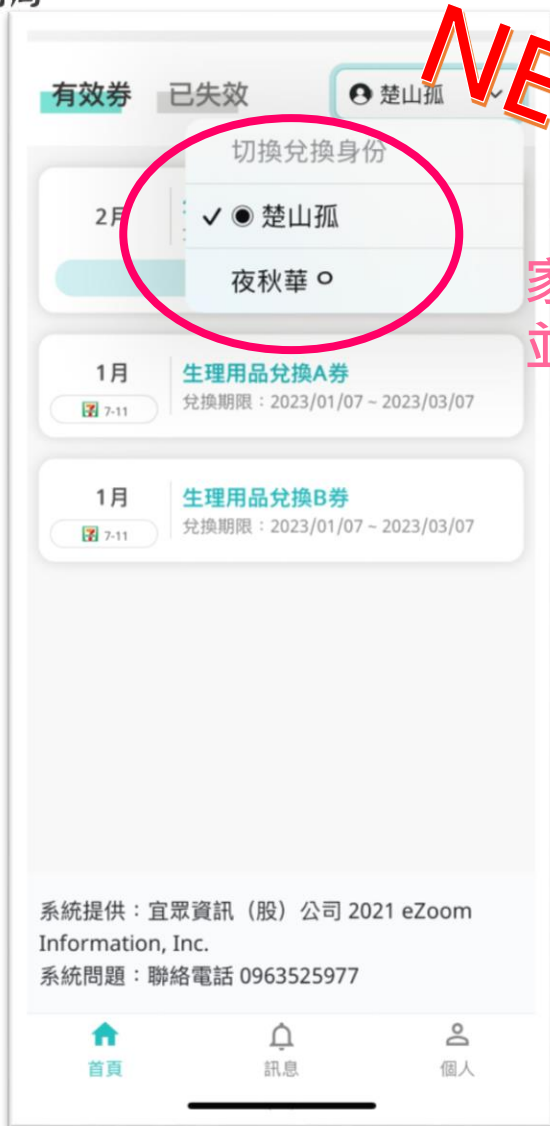 有效券 已失效 楚山孤
NE
切換兌換身份
✓ ◉ 楚山孤
夜秋華
2月
家
並
1月 生理用品兌換A券
7-11 兌換期限：2023/01/07 ~ 2023/03/07
1月 生理用品兌換B券
7-11 兌換期限：2023/01/07 ~ 2023/03/07
系統提供：宜眾資訊（股）公司 2021 eZoom
Information, Inc.
系統問題：聯絡電話 0963525977
首頁 訊息 個人